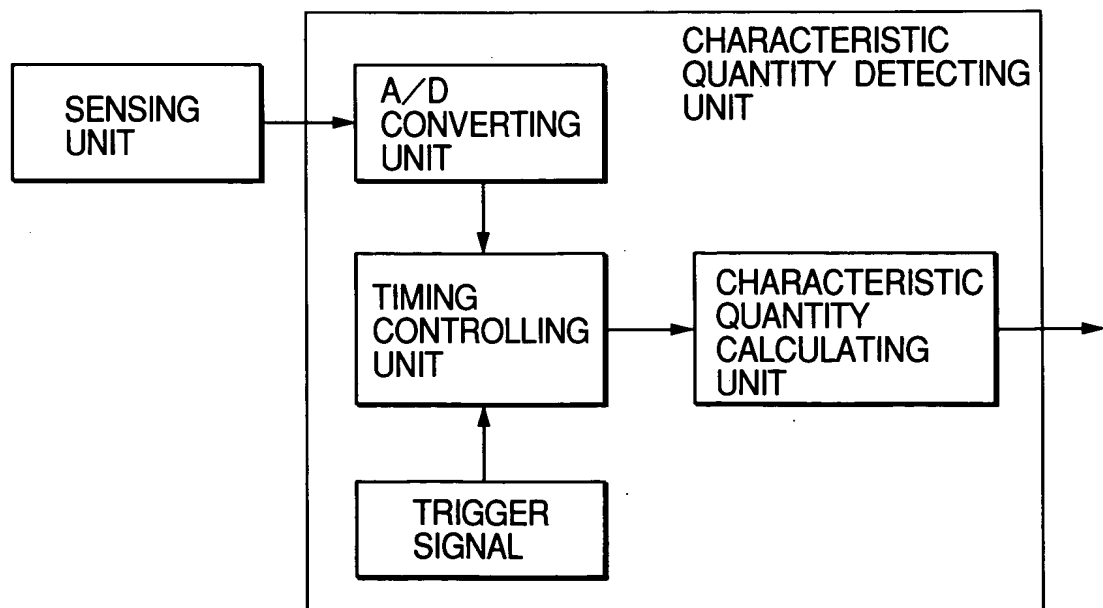 CHARACTERISTIC
QUANTITY DETECTING
UNIT
SENSING
UNIT
A/D
CONVERTING
UNIT
TIMING
CONTROLLING
UNIT
CHARACTERISTIC
QUANTITY
CALCULATING
UNIT
TRIGGER
SIGNAL